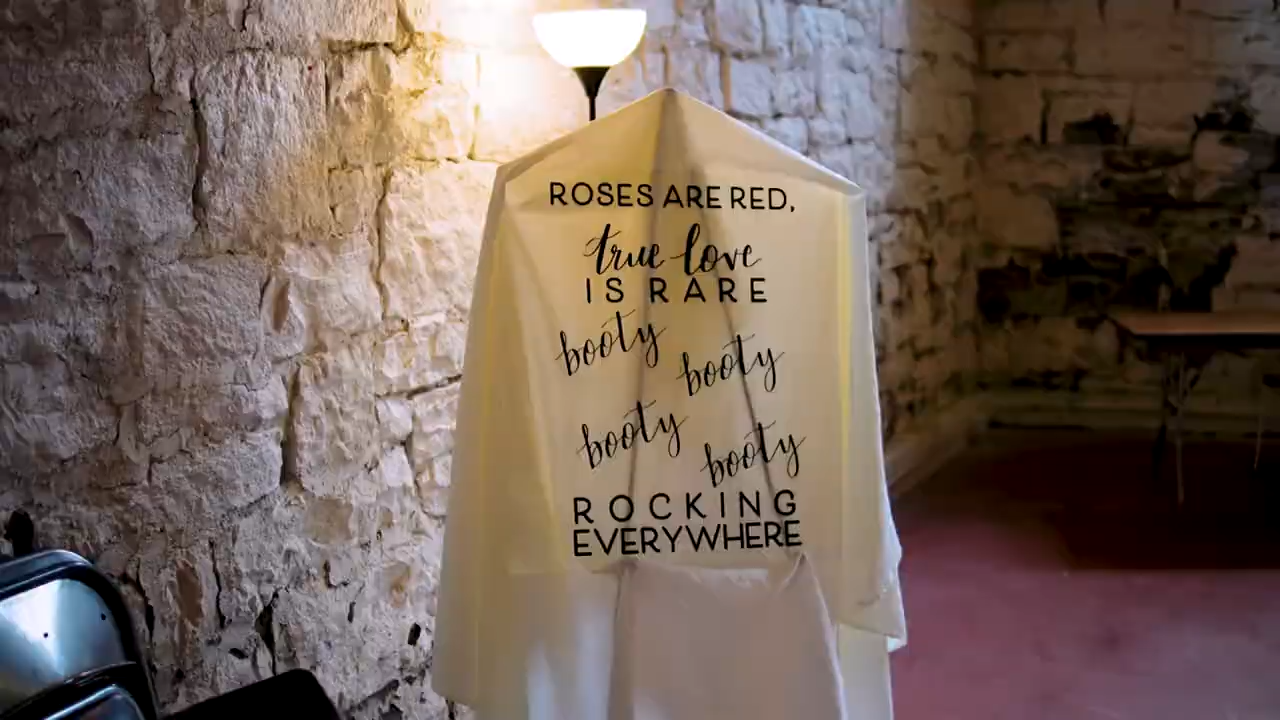 ROSES ARE RED,
true love
IS RARE
booty
booty
booty
booty
ROCKING
EVERYWHERE